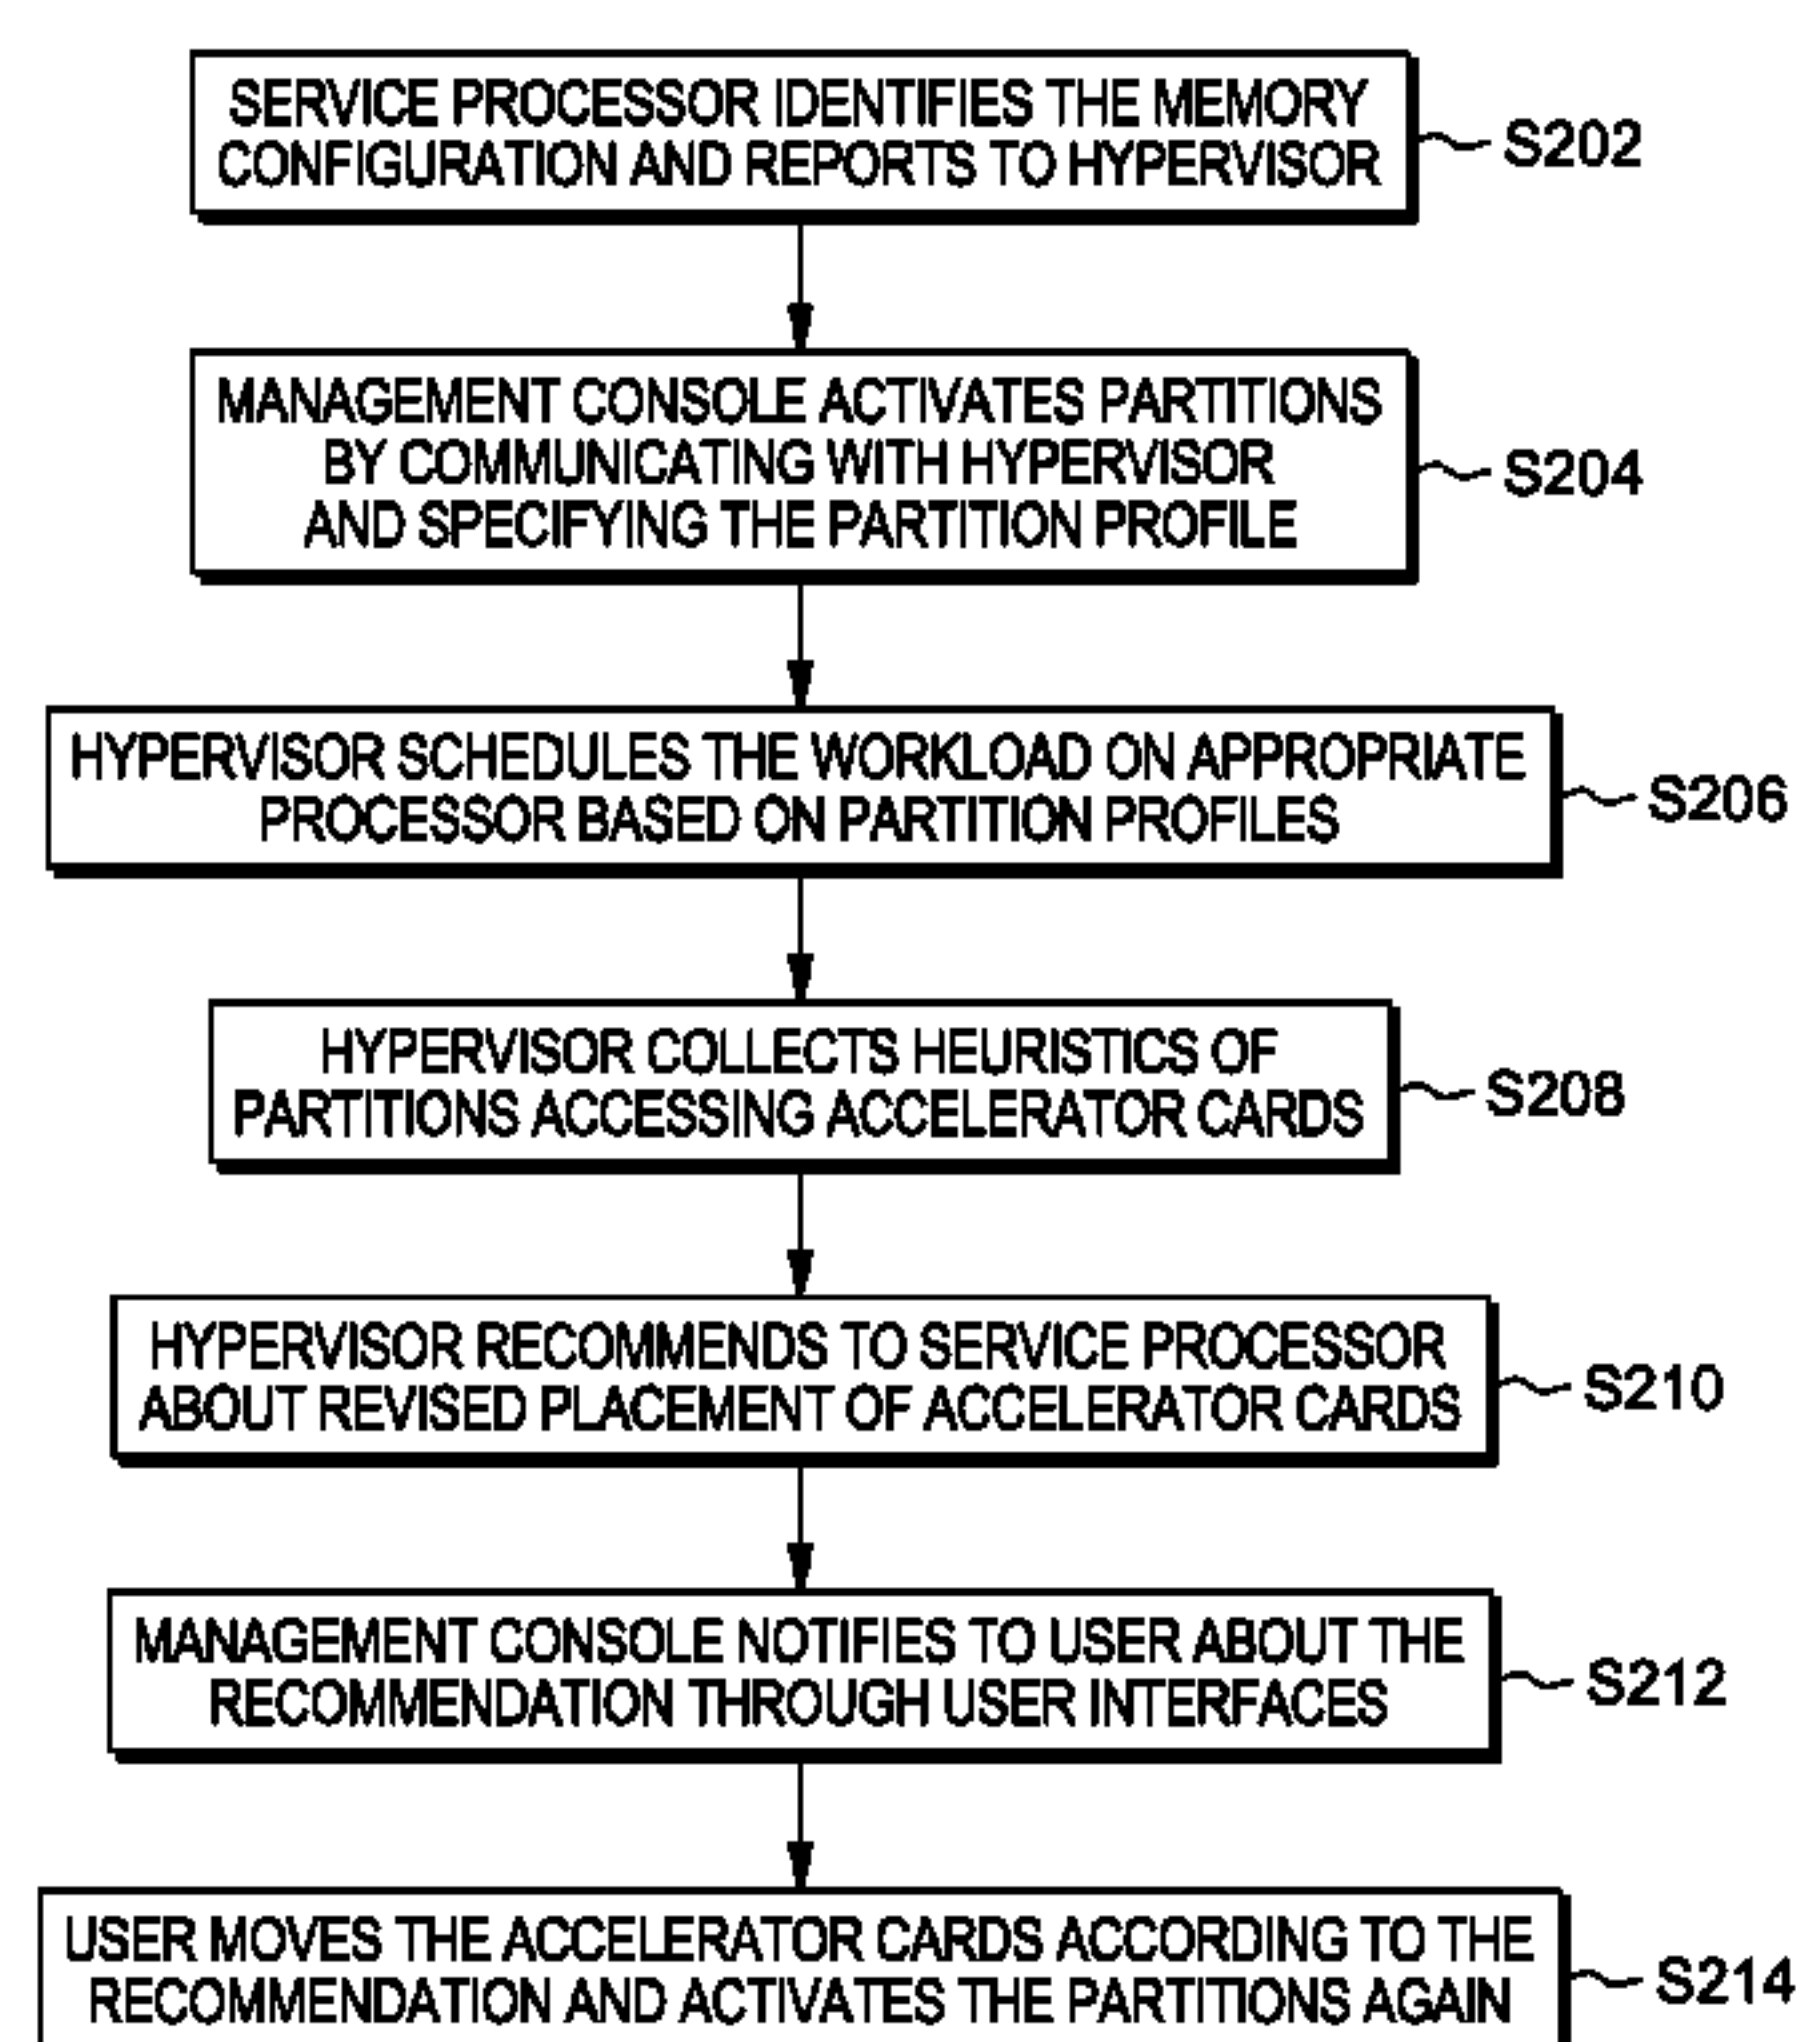 SERVICE PROCESSOR IDENTIFIES THE MEMORY
CONFIGURATION AND REPORTS TO HYPERVISOR
S202
MANAGEMENT CONSOLE ACTIVATES PARTITIONS
BY COMMUNICATING WITH HYPERVISOR
AND SPECIFYING THE PARTITION PROFILE
S204
HYPERVISOR SCHEDULES THE WORKLOAD ON APPROPRIATE
PROCESSOR BASED ON PARTITION PROFILES
S206
HYPERVISOR COLLECTS HEURISTICS OF
PARTITIONS ACCESSING ACCELERATOR CARDS
S208
HYPERVISOR RECOMMENDS TO SERVICE PROCESSOR
ABOUT REVISED PLACEMENT OF ACCELERATOR CARDS
S210
MANAGEMENT CONSOLE NOTIFIES TO USER ABOUT THE
RECOMMENDATION THROUGH USER INTERFACES
S212
USER MOVES THE ACCELERATOR CARDS ACCORDING TO THE
RECOMMENDATION AND ACTIVATES THE PARTITIONS AGAIN
S214